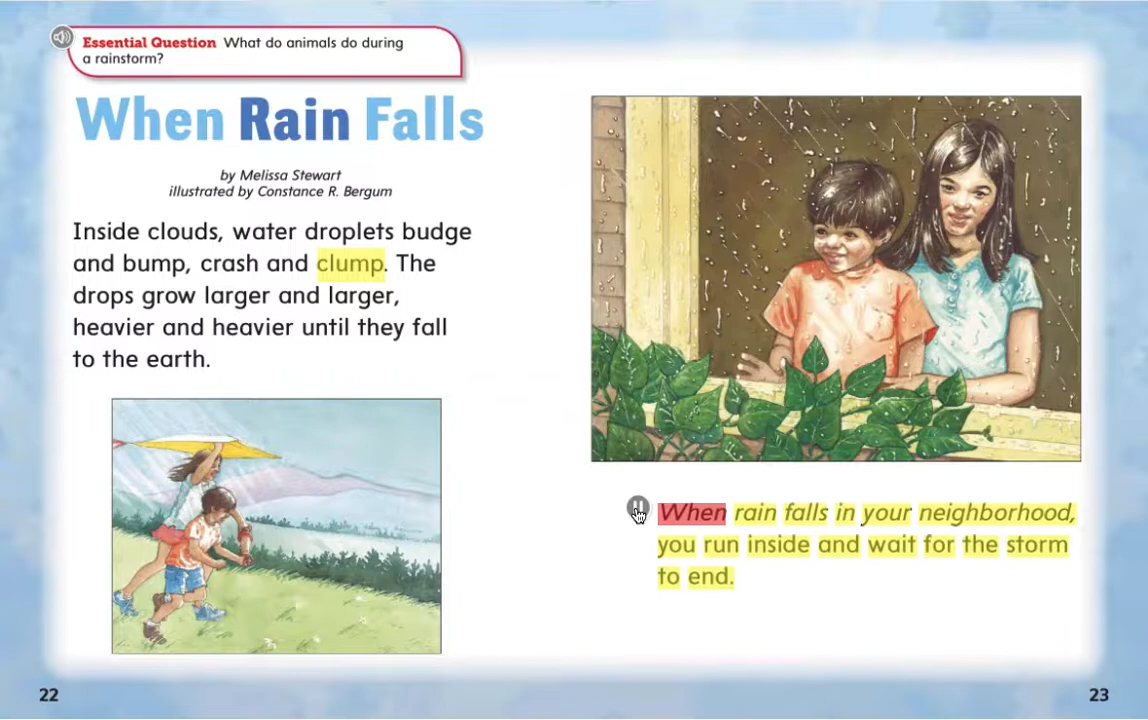 Essential Question What do animals do during
a rainstorm?
When Rain Falls
by Melissa Stewart
illustrated by Constance R. Bergum
Inside clouds, water droplets budge
and bump, crash and clump. The
drops grow larger and larger,
heavier and heavier until they fall
to the earth.
When rain falls in your neighborhood,
you run inside and wait for the storm
to end.
22
23